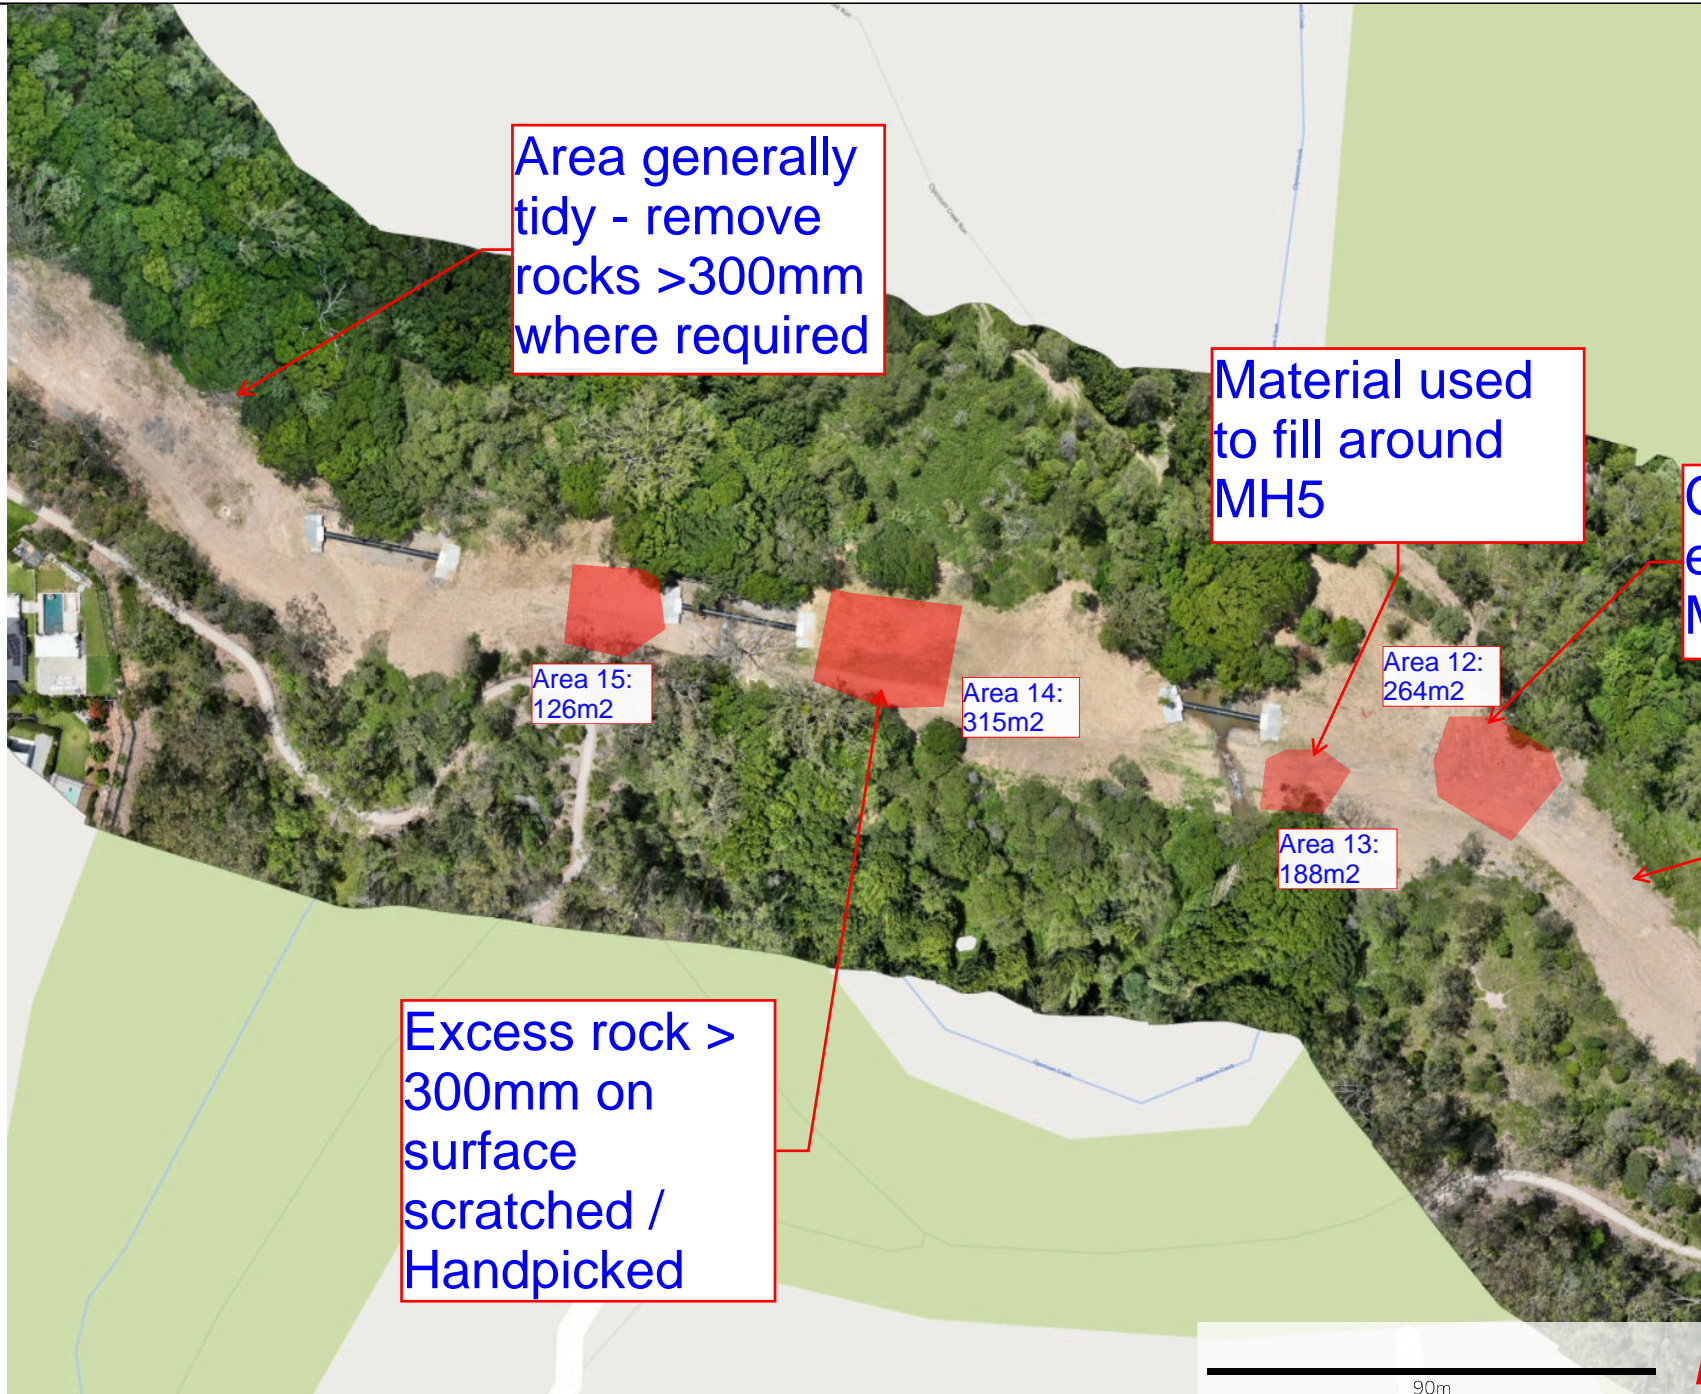 Area generally
tidy - remove
rocks >300mm
where required
Material used
to fill around
MH5
Area 12:
264m2
Area 15:
126m2
Area 14:
315m2
Area 13:
188m2
Excess rock >
300mm on
surface
scratched /
Handpicked
90m